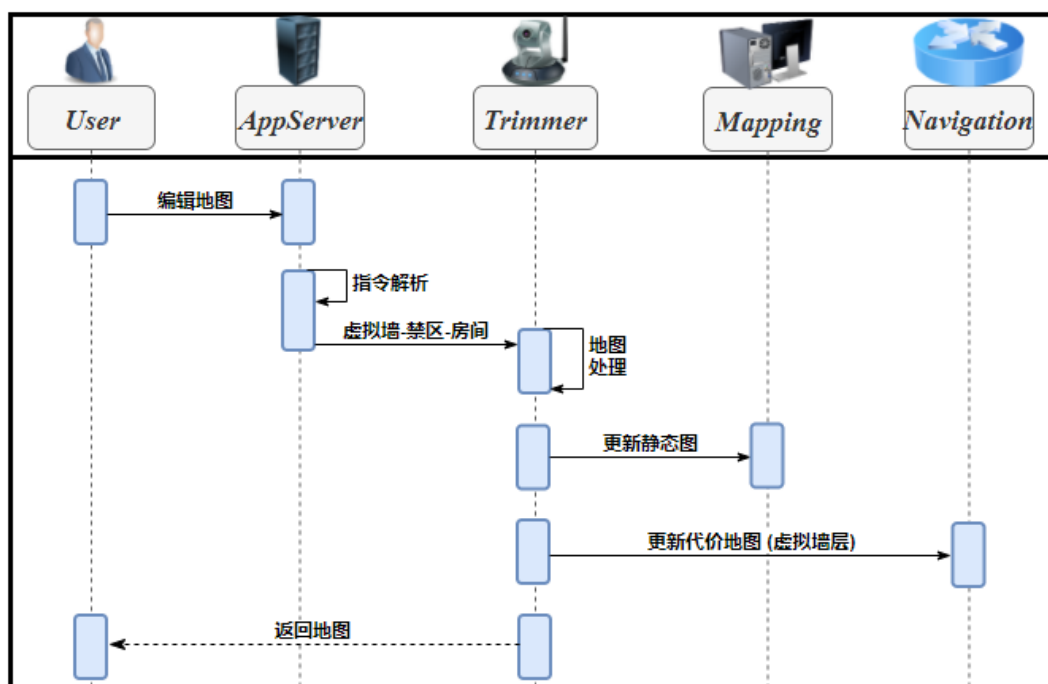 User
AppServer
Trimmer
Mapping
Navigation
编辑地图
指令解析
虚拟墙-禁区-房间
地图
处理
更新静态图
更新代价地图 (虚拟墙层)
返回地图